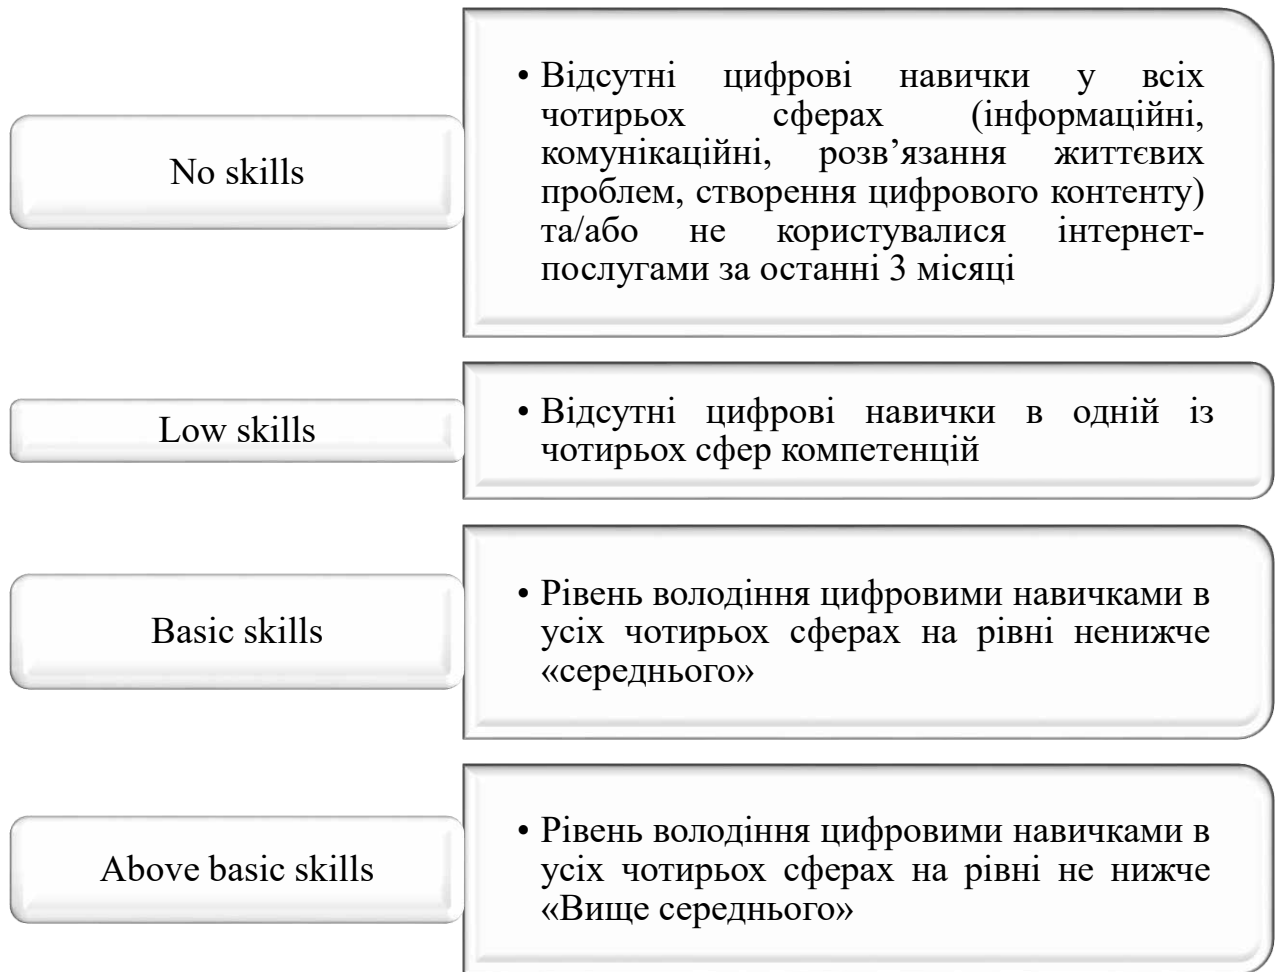 No skills
• Відсутні цифрові навички у всіх
чотирьох сферах (інформаційні,
комунікаційні, розв’язання життєвих
проблем, створення цифрового контенту)
та/або не користувалися інтернет-
послугами за останні 3 місяці
Low skills
• Відсутні цифрові навички в одній із
чотирьох сфер компетенцій
Basic skills
• Рівень володіння цифровими навичками в
усіх чотирьох сферах на рівні ненижче
«середнього»
Above basic skills
• Рівень володіння цифровими навичками в
усіх чотирьох сферах на рівні не нижче
«Вище середнього»